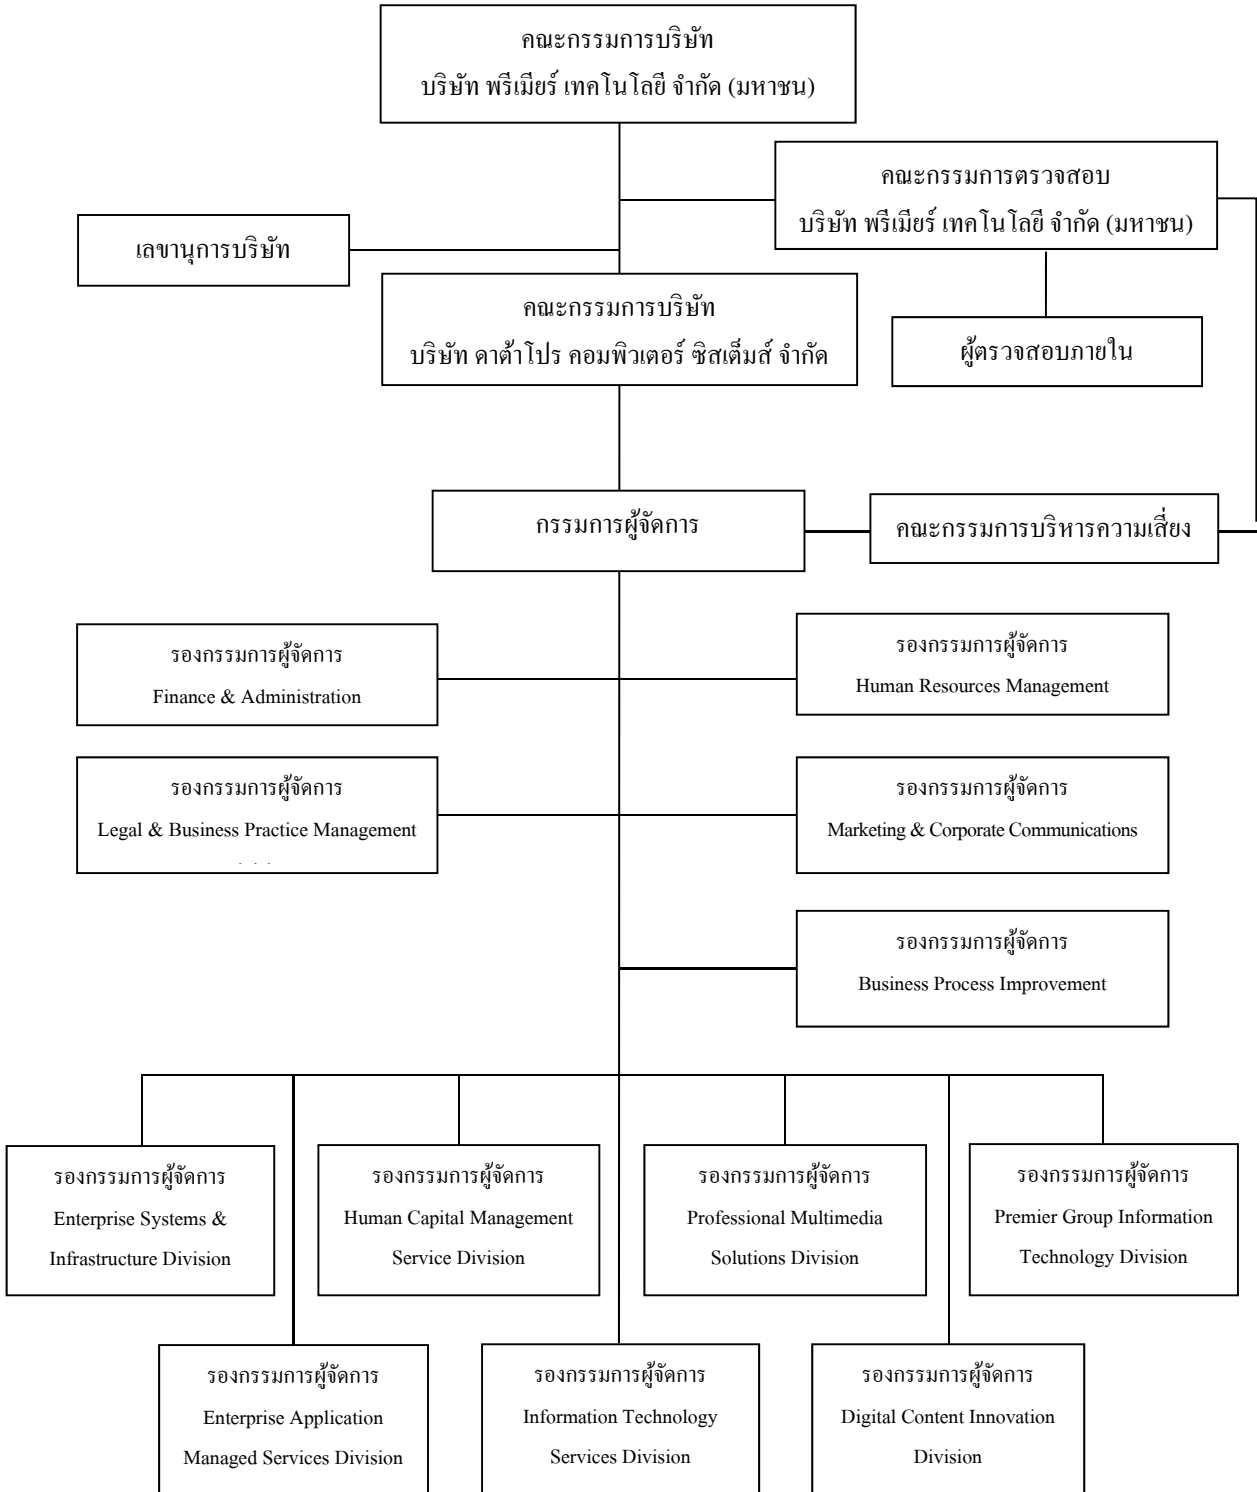 คณะกรรมการบริษัท
บริษัท พรีเมียร์ เทคโนโลยี จำกัด (มหาชน)
คณะกรรมการตรวจสอบ
บริษัท พรีเมียร์ เทคโนโลยี จำกัด (มหาชน)
เลขานุการบริษัท
คณะกรรมการบริษัท
บริษัท ดาต้าโปร คอมพิวเตอร์ ซิสเต็มส์ จำกัด
ผู้ตรวจสอบภายใน
กรรมการผู้จัดการ
คณะกรรมการบริหารความเสี่ยง
รองกรรมการผู้จัดการ
Finance & Administration
รองกรรมการผู้จัดการ
Human Resources Management
รองกรรมการผู้จัดการ
Legal & Business Practice Management
รองกรรมการผู้จัดการ
Marketing & Corporate Communications
รองกรรมการผู้จัดการ
Business Process Improvement
รองกรรมการผู้จัดการ
Enterprise Systems &
Infrastructure Division
รองกรรมการผู้จัดการ
Human Capital Management
Service Division
รองกรรมการผู้จัดการ
Professional Multimedia
Solutions Division
รองกรรมการผู้จัดการ
Premier Group Information
Technology Division
รองกรรมการผู้จัดการ
Enterprise Application
Managed Services Division
รองกรรมการผู้จัดการ
Information Technology
Services Division
รองกรรมการผู้จัดการ
Digital Content Innovation
Division